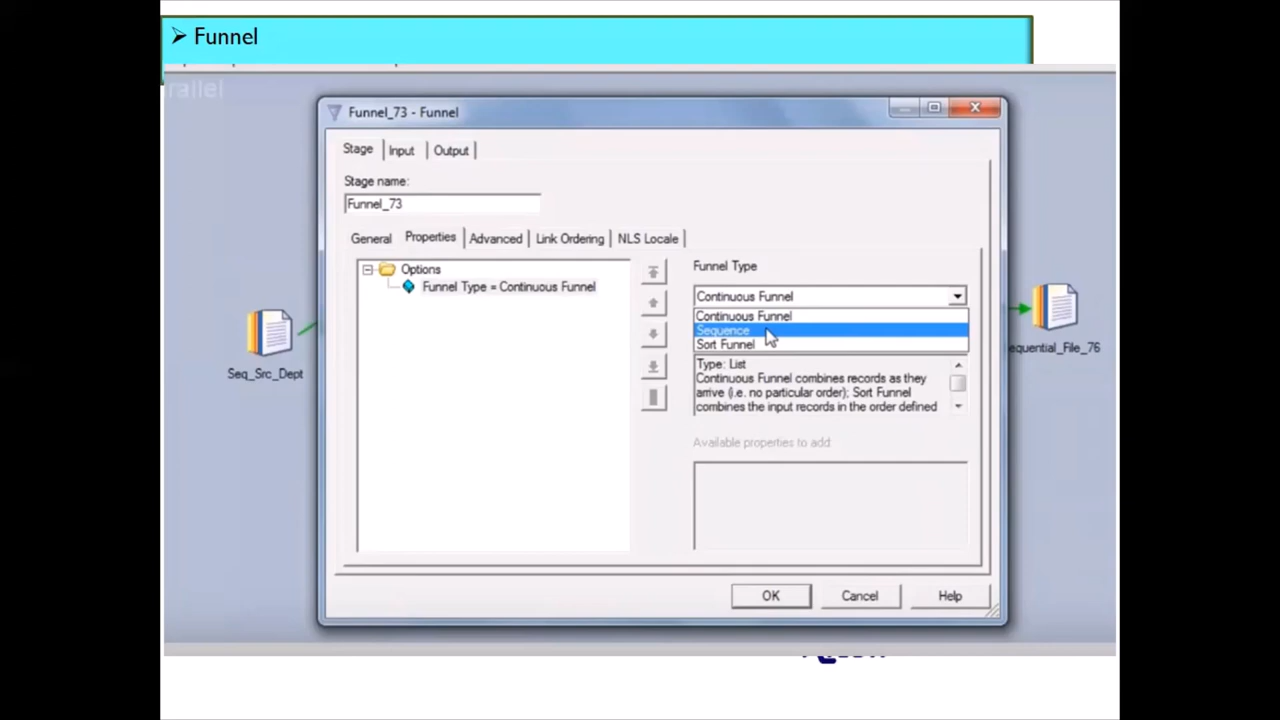 ➢ Funnel
rallel
Funnel_73 - Funnel
Stage Input Output
Stage name:
Funnel_73
General Properties Advanced Link Ordering NLS Locale
Options
Funnel Type = Continuous Funnel
Funnel Type
Continuous Funnel
Continuous Funnel
Sequence
Sort Funnel
Type: List
Continuous Funnel combines records as they
arrive (i.e. no particular order); Sort Funnel
combines the input records in the order defined
Available properties to add
Seq_Src_Dept
equential_File_76
OK Cancel Help